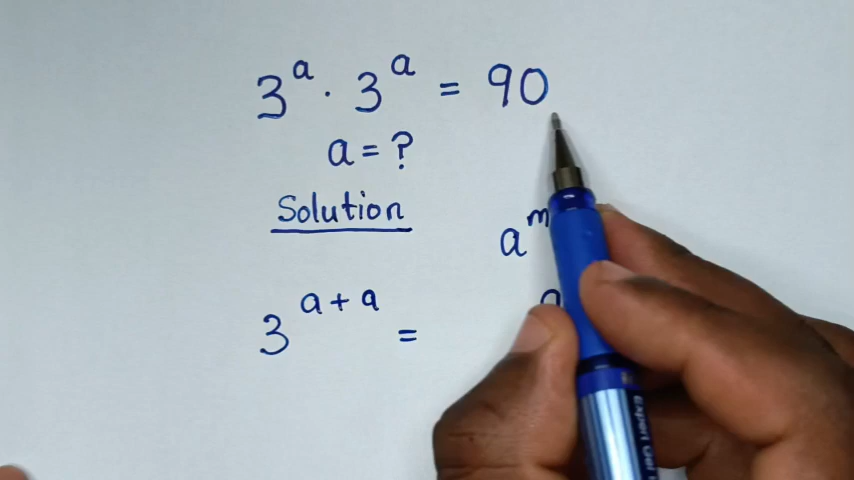 3^a · 3^a = 90
a = ?
Solution
a^m
3^(a+a) =